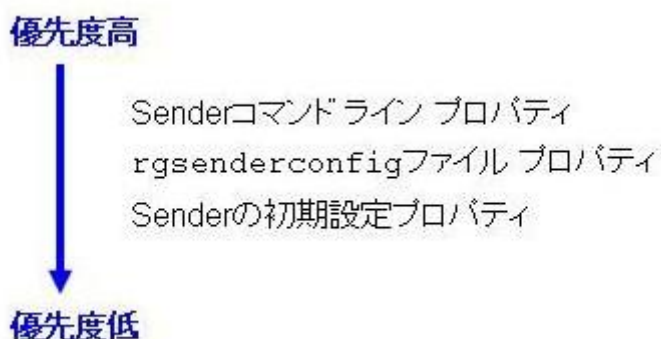 優先度高
Senderコマンドライン プロパティ
rgsenderconfigファイル プロパティ
Senderの初期設定プロパティ
優先度低